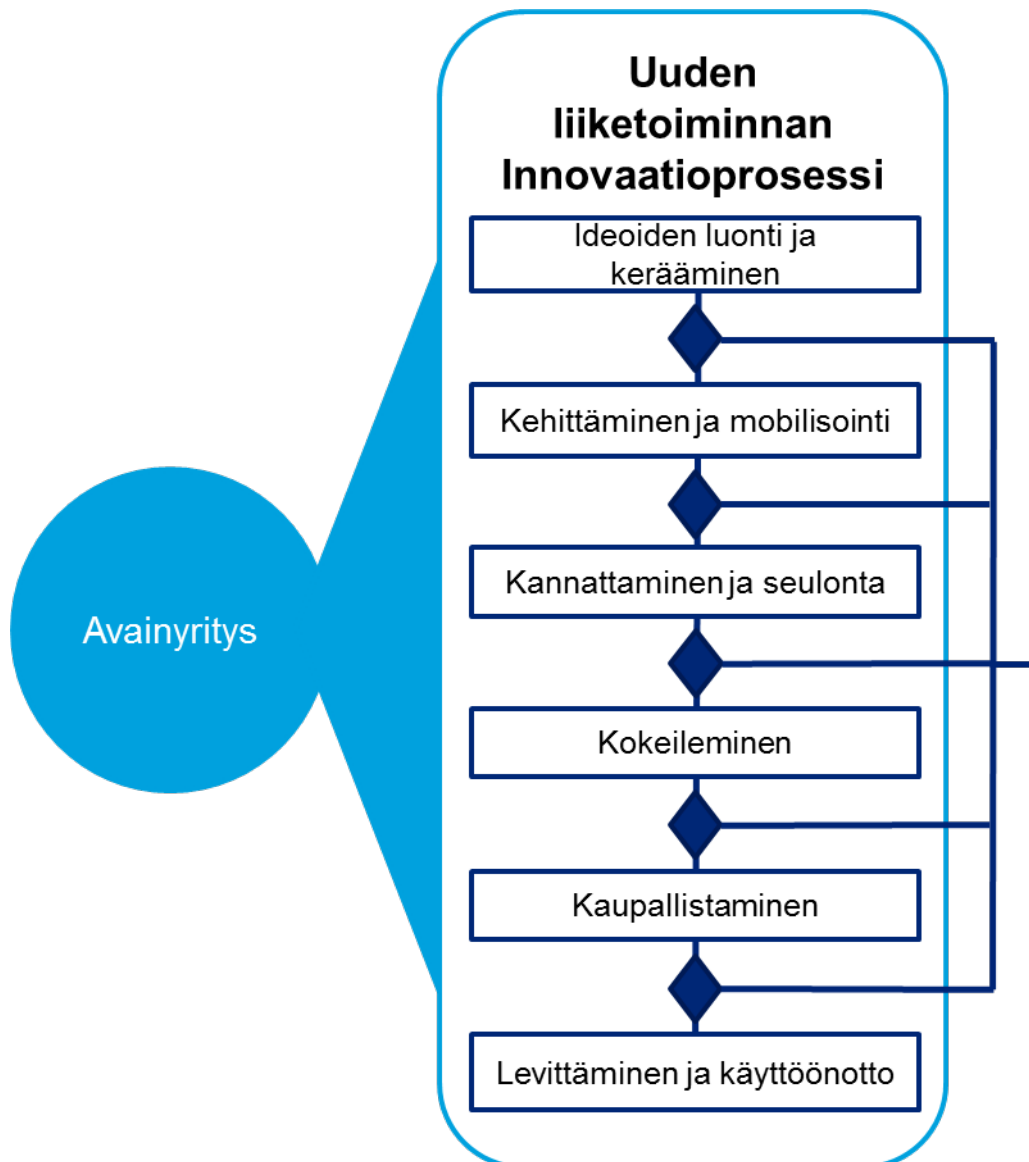 Uuden
liiketoiminnan
Innovaatioprosessi
Ideoiden luonti ja
kerääminen
Kehittäminen ja mobilisointi
Kannattaminen ja seulonta
Avainyritys
Kokeileminen
Kaupallistaminen
Levittäminen ja käyttöönotto